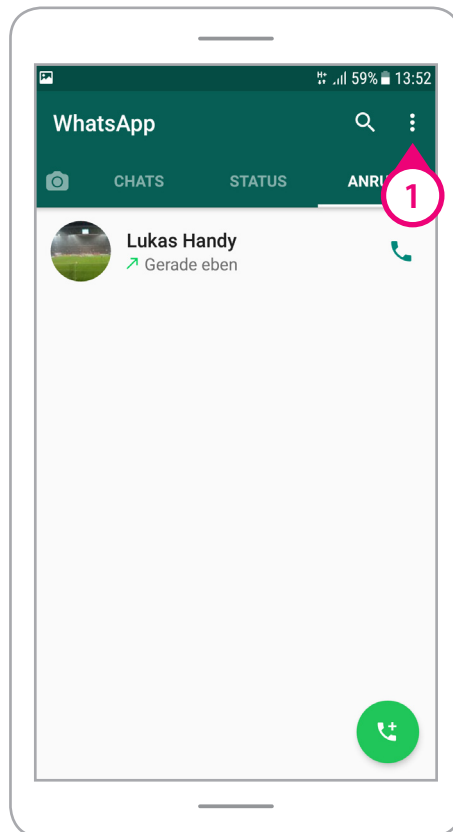 H+ 59% 13:52
WhatsApp
CHATS STATUS ANRU
1
Lukas Handy
Gerade eben